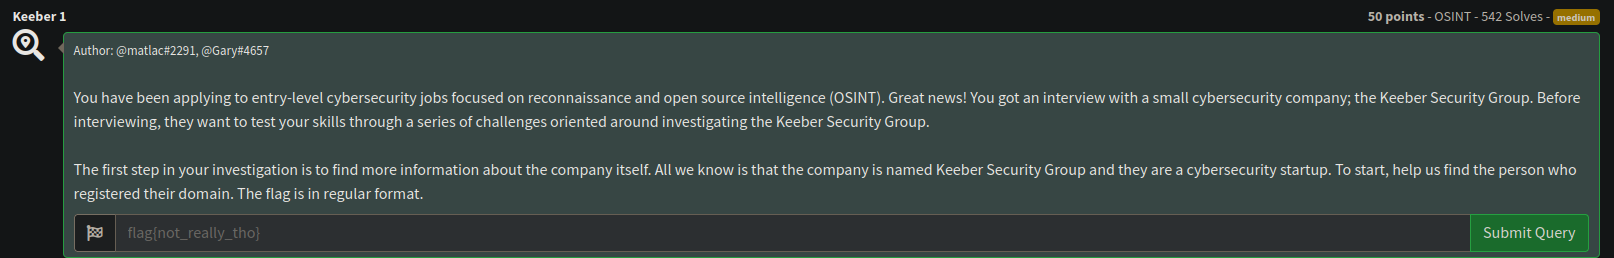 Keeber 1
50 points - OSINT - 542 Solves - medium
Author: @matlac#2291, @Gary#4657
You have been applying to entry-level cybersecurity jobs focused on reconnaissance and open source intelligence (OSINT). Great news! You got an interview with a small cybersecurity company; the Keeber Security Group. Before
interviewing, they want to test your skills through a series of challenges oriented around investigating the Keeber Security Group.
The first step in your investigation is to find more information about the company itself. All we know is that the company is named Keeber Security Group and they are a cybersecurity startup. To start, help us find the person who
registered their domain. The flag is in regular format.
flag{not_really_tho}
Submit Query